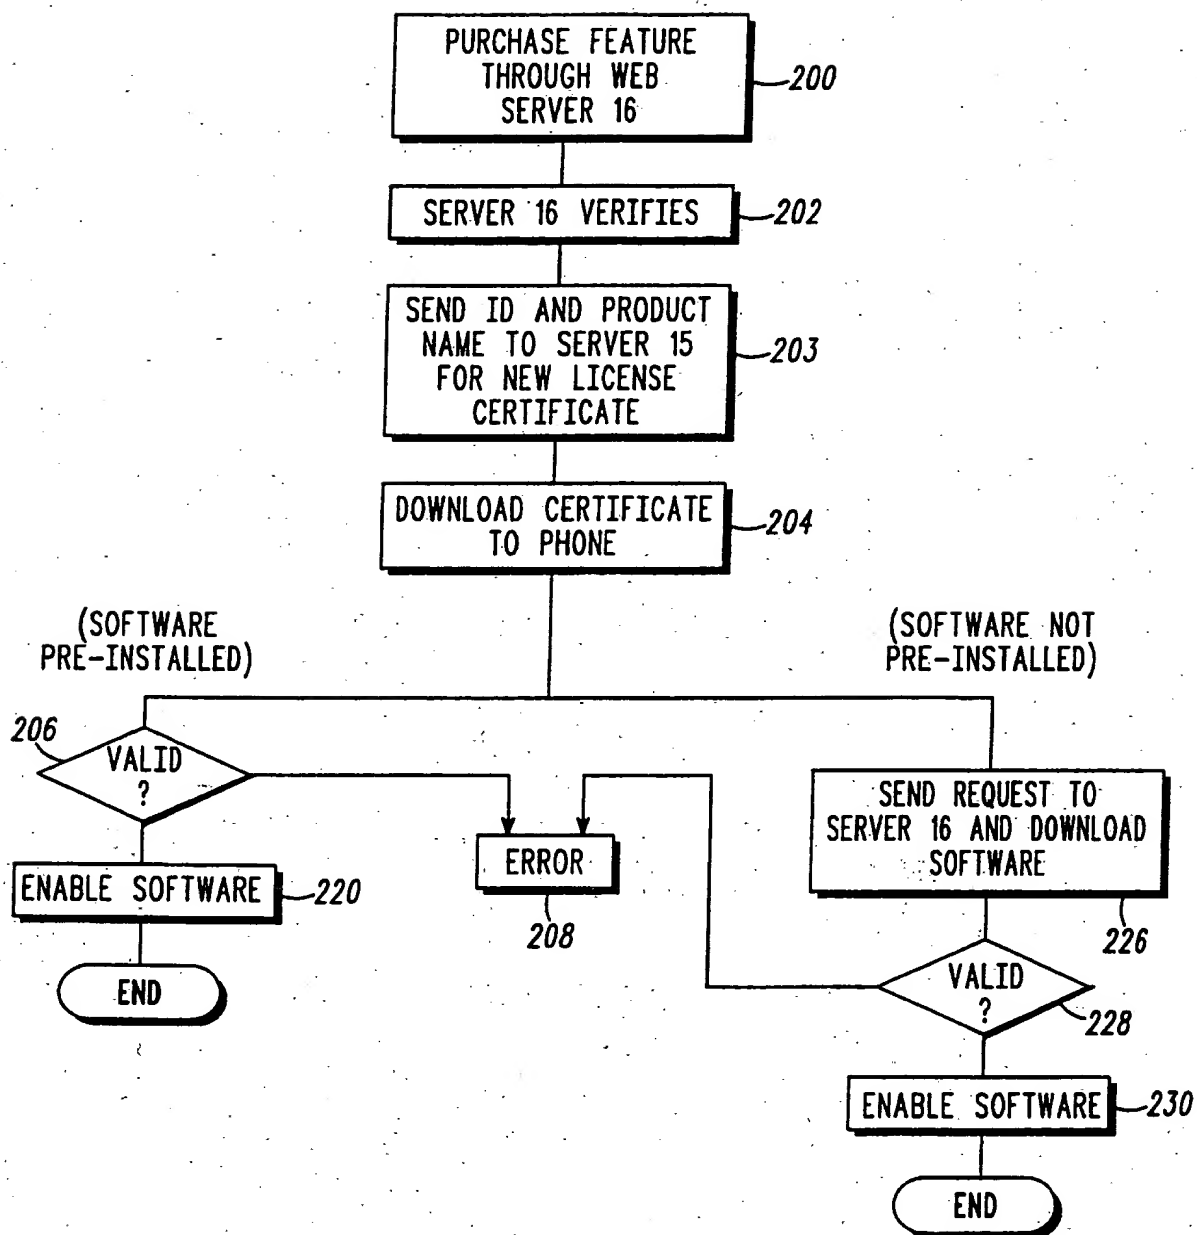 PURCHASE FEATURE
THROUGH WEB
SERVER 16
200
SERVER 16 VERIFIES
202
SEND ID AND PRODUCT
NAME TO SERVER 15
FOR NEW LICENSE
CERTIFICATE
203
DOWNLOAD CERTIFICATE
TO PHONE
204
(SOFTWARE
PRE-INSTALLED)
(SOFTWARE NOT
PRE-INSTALLED)
206
VALID
?
ENABLE SOFTWARE
220
END
ERROR
208
SEND REQUEST TO
SERVER 16 AND DOWNLOAD
SOFTWARE
226
VALID
?
228
ENABLE SOFTWARE
230
END